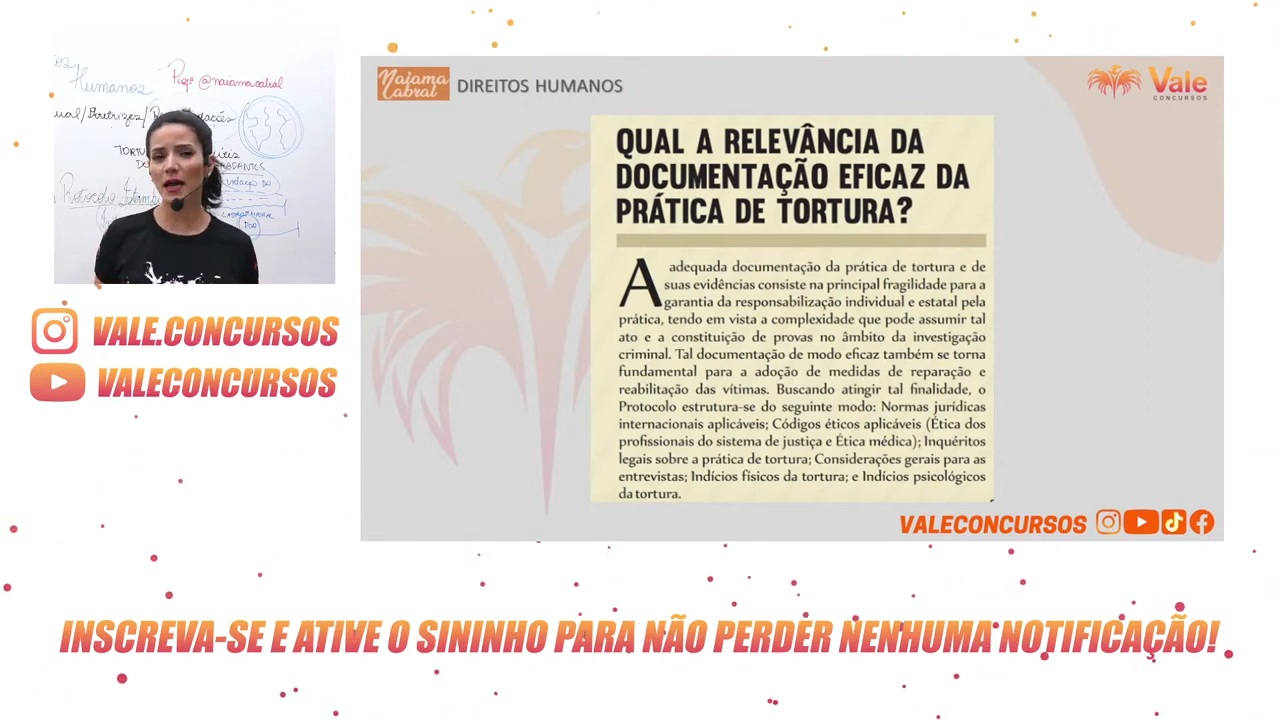 Humanos Profª @naiamacabral
VALE.CONCURSOS
VALECONCURSOS
Naiama
Cabral
DIREITOS HUMANOS
Vale
CONCURSOS
QUAL A RELEVÂNCIA DA
DOCUMENTAÇÃO EFICAZ DA
PRÁTICA DE TORTURA?
A adequada documentação da prática de tortura e de
suas evidências consiste na principal fragilidade para a
garantia da responsabilização individual e estatal pela
prática, tendo em vista a complexidade que pode assumir tal
ato e a constituição de provas no âmbito da investigação
criminal. Tal documentação de modo eficaz também se torna
fundamental para a adoção de medidas de reparação e
reabilitação das vítimas. Buscando atingir tal finalidade, o
Protocolo estrutura-se do seguinte modo: Normas jurídicas
internacionais aplicáveis; Códigos éticos aplicáveis (Ética dos
profissionais do sistema de justiça e Ética médica); Inquéritos
legais sobre a prática de tortura; Considerações gerais para as
entrevistas; Indícios físicos da tortura; e Indícios psicológicos
da tortura.
VALECONCURSOS
INSCREVA-SE E ATIVE O SININHO PARA NÃO PERDER NENHUMA NOTIFICAÇÃO!